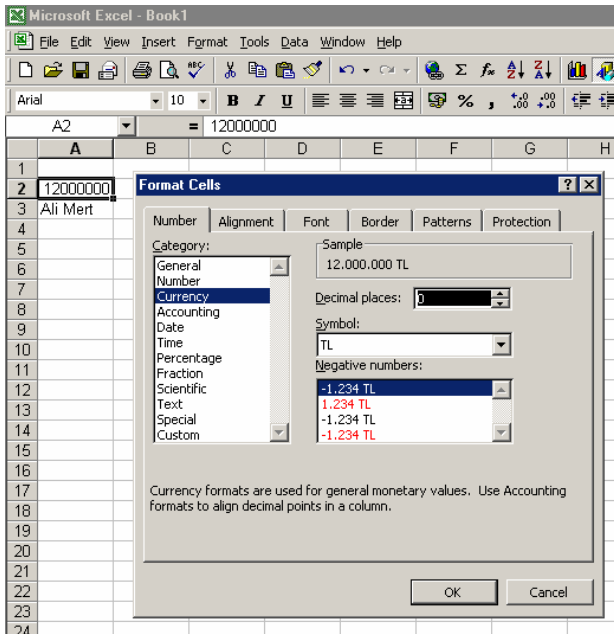 Microsoft Excel - Book1
File Edit View Insert Format Tools Data Window Help
Arial 10 B I U % ,
A2 = 12000000
A B C D E F G H
1
2 12000000
3 Ali Mert
4
5
6
7
8
9
10
11
12
13
14
15
16
17
18
19
20
21
22
23
24
Format Cells
Number Alignment Font Border Patterns Protection
Category:
General
Number
Currency
Accounting
Date
Time
Percentage
Fraction
Scientific
Text
Special
Custom
Sample
12.000.000 TL
Decimal places: 0
Symbol:
TL
Negative numbers:
-1.234 TL
1.234 TL
-1.234 TL
-1.234 TL
Currency formats are used for general monetary values. Use Accounting
formats to align decimal points in a column.
OK Cancel